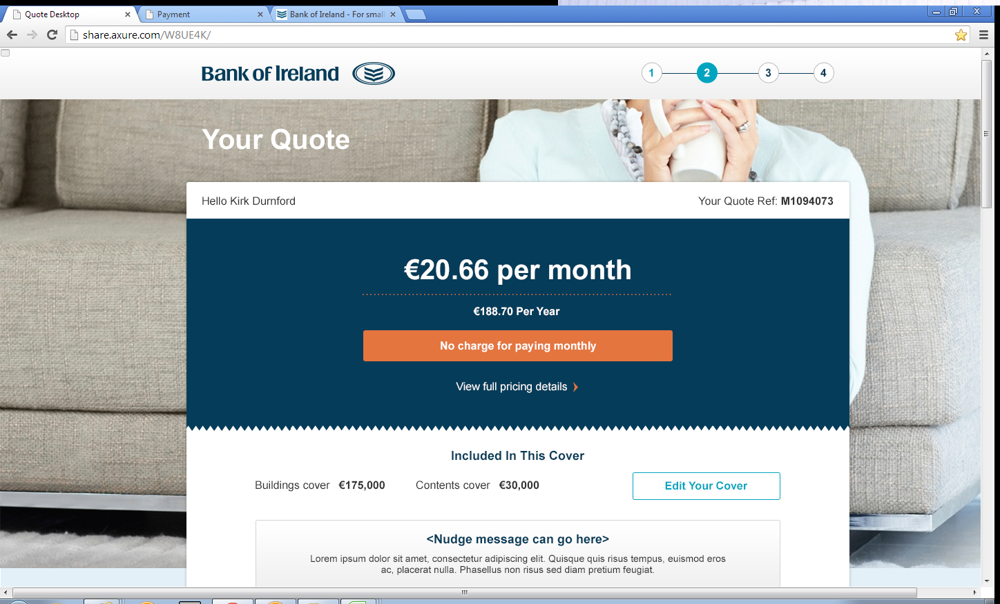 Quote Desktop
Payment
Bank of Ireland - For smal
share.axure.com/W8UE4K/
Bank of Ireland
1 2 3 4
Your Quote
Hello Kirk Durnford
Your Quote Ref: M1094073
€20.66 per month
€188.70 Per Year
No charge for paying monthly
View full pricing details
Included In This Cover
Buildings cover €175,000 Contents cover €30,000
Edit Your Cover
<Nudge message can go here>
Lorem ipsum dolor sit amet, consectetur adipiscing elit. Quisque quis risus tempus, euismod eros
ac, placerat nulla. Phasellus non risus sed diam pretium feugiat.